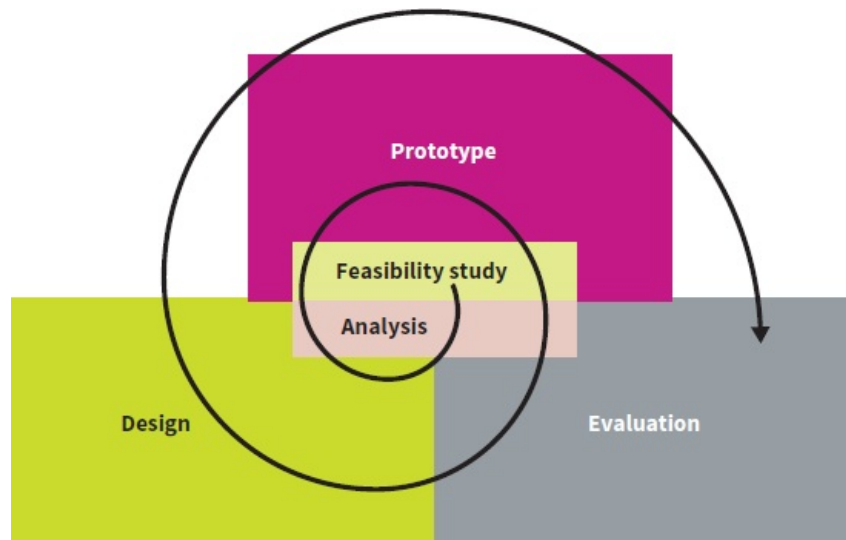 Prototype
Feasibility study
Analysis
Design
Evaluation